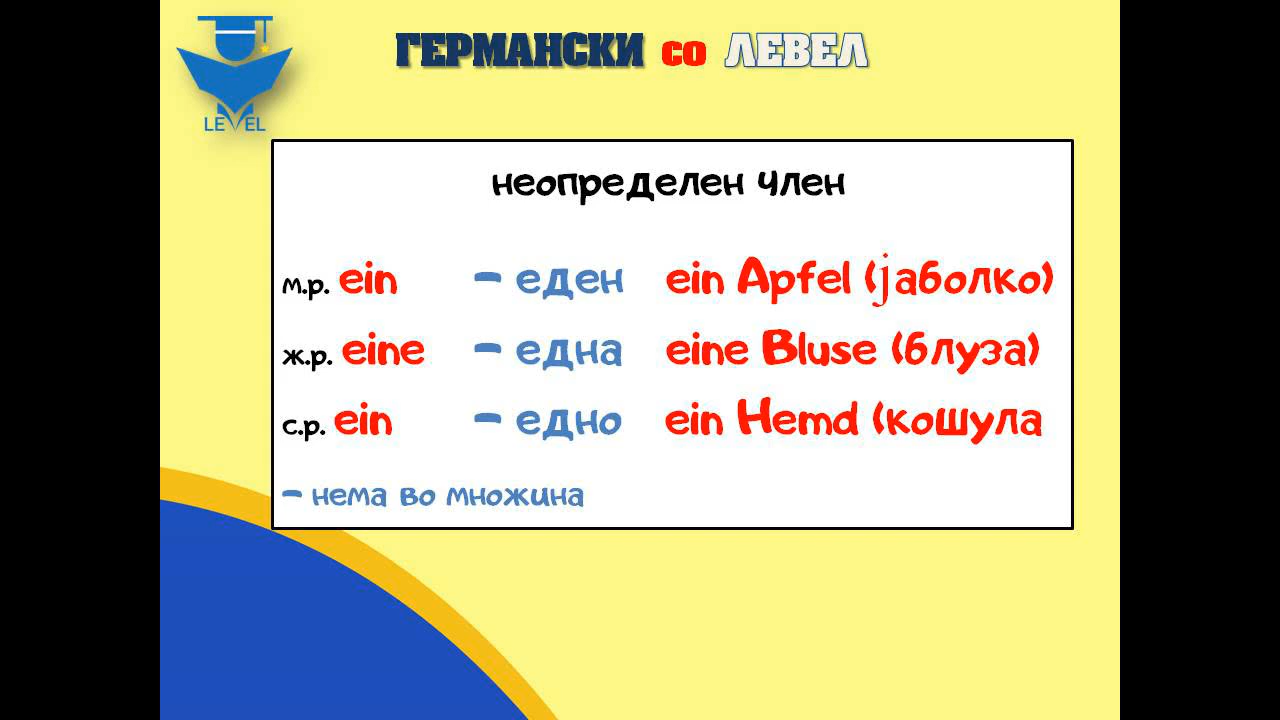 ГЕРМАНСКИ со ЛЕВЕЛ
LEVEL
неопределен член
м.р. ein – еден ein Apfel (јаболко)
ж.р. eine – една eine Bluse (блуза)
с.р. ein – едно ein Hemd (кошула
– нема во множина